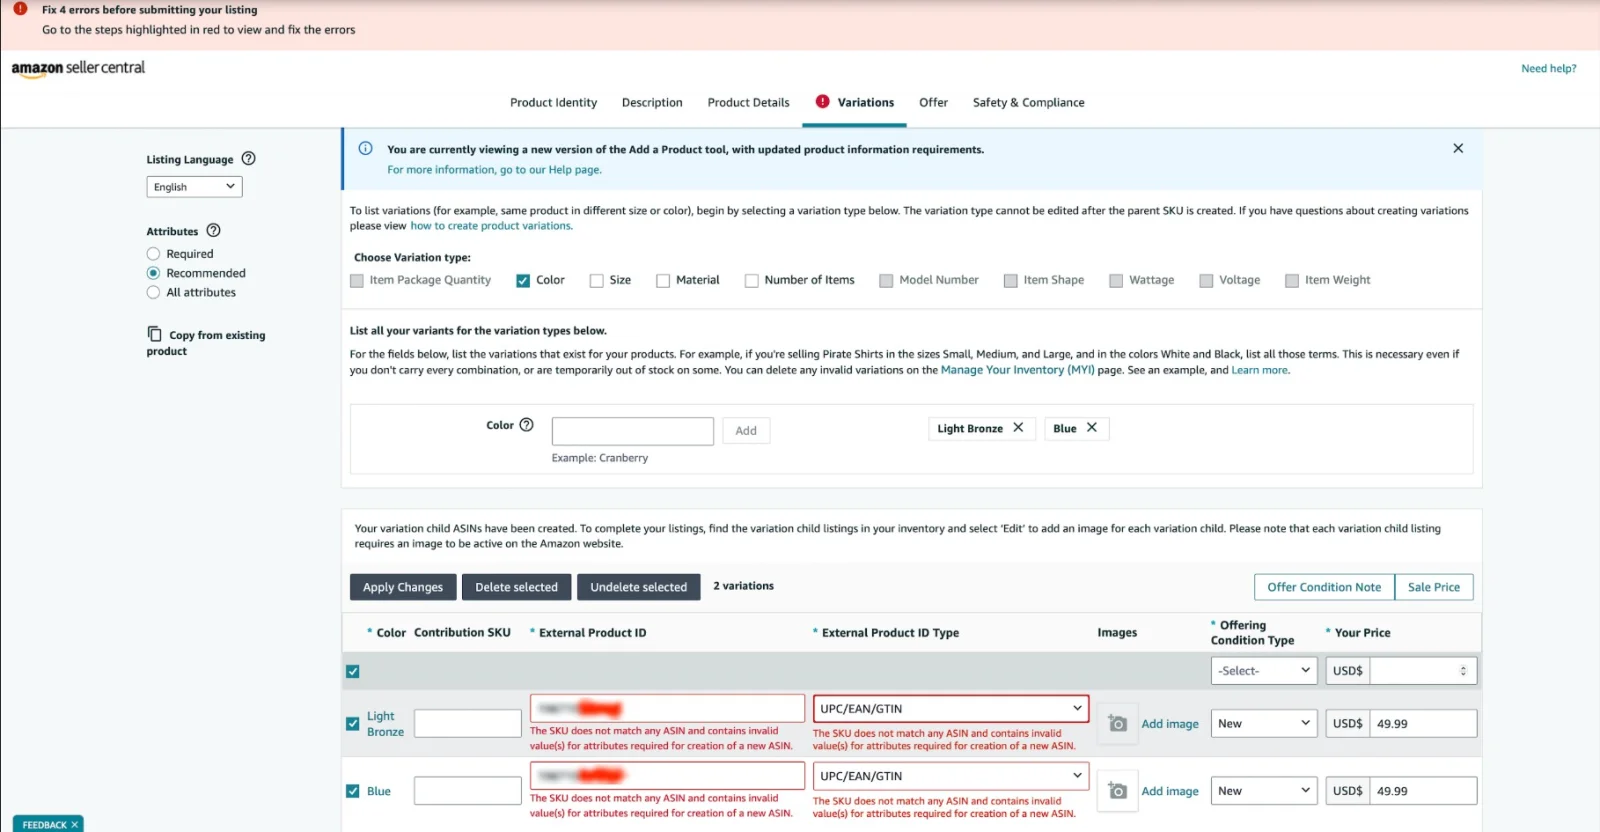 Fix 4 errors before submitting your listing
Go to the steps highlighted in red to view and fix the errors
amazon seller central
Need help?
Product Identity
Description
Product Details
Variations
Offer
Safety & Compliance
Listing Language
English
Attributes
Required
Recommended
All attributes
Copy from existing
product
You are currently viewing a new version of the Add a Product tool, with updated product information requirements.
For more information, go to our Help page.
To list variations (for example, same product in different size or color), begin by selecting a variation type below. The variation type cannot be edited after the parent SKU is created. If you have questions about creating variations
please view how to create product variations.
Choose Variation type:
Item Package Quantity
Color
Size
Material
Number of Items
Model Number
Item Shape
Wattage
Voltage
Item Weight
List all your variants for the variation types below.
For the fields below, list the variations that exist for your products. For example, if you're selling Pirate Shirts in the sizes Small, Medium, and Large, and in the colors White and Black, list all those terms. This is necessary even if
you don't carry every combination, or are temporarily out of stock on some. You can delete any invalid variations on the Manage Your Inventory (MYI) page. See an example, and Learn more.
Color
Add
Light Bronze
Blue
Example: Cranberry
Your variation child ASINs have been created. To complete your listings, find the variation child listings in your inventory and select 'Edit' to add an image for each variation child. Please note that each variation child listing
requires an image to be active on the Amazon website.
Apply Changes
Delete selected
Undelete selected
2 variations
Offer Condition Note
Sale Price
* Color
Contribution SKU
* External Product ID
* External Product ID Type
Images
* Offering
Condition Type
* Your Price
-Select-
USD$
Light
Bronze
The SKU does not match any ASIN and contains invalid
value(s) for attributes required for creation of a new ASIN.
UPC/EAN/GTIN
The SKU does not match any ASIN and contains invalid
value(s) for attributes required for creation of a new ASIN.
Add image
New
USD$
49.99
Blue
The SKU does not match any ASIN and contains invalid
value(s) for attributes required for creation of a new ASIN.
UPC/EAN/GTIN
The SKU does not match any ASIN and contains invalid
value(s) for attributes required for creation of a new ASIN.
Add image
New
USD$
49.99
FEEDBACK